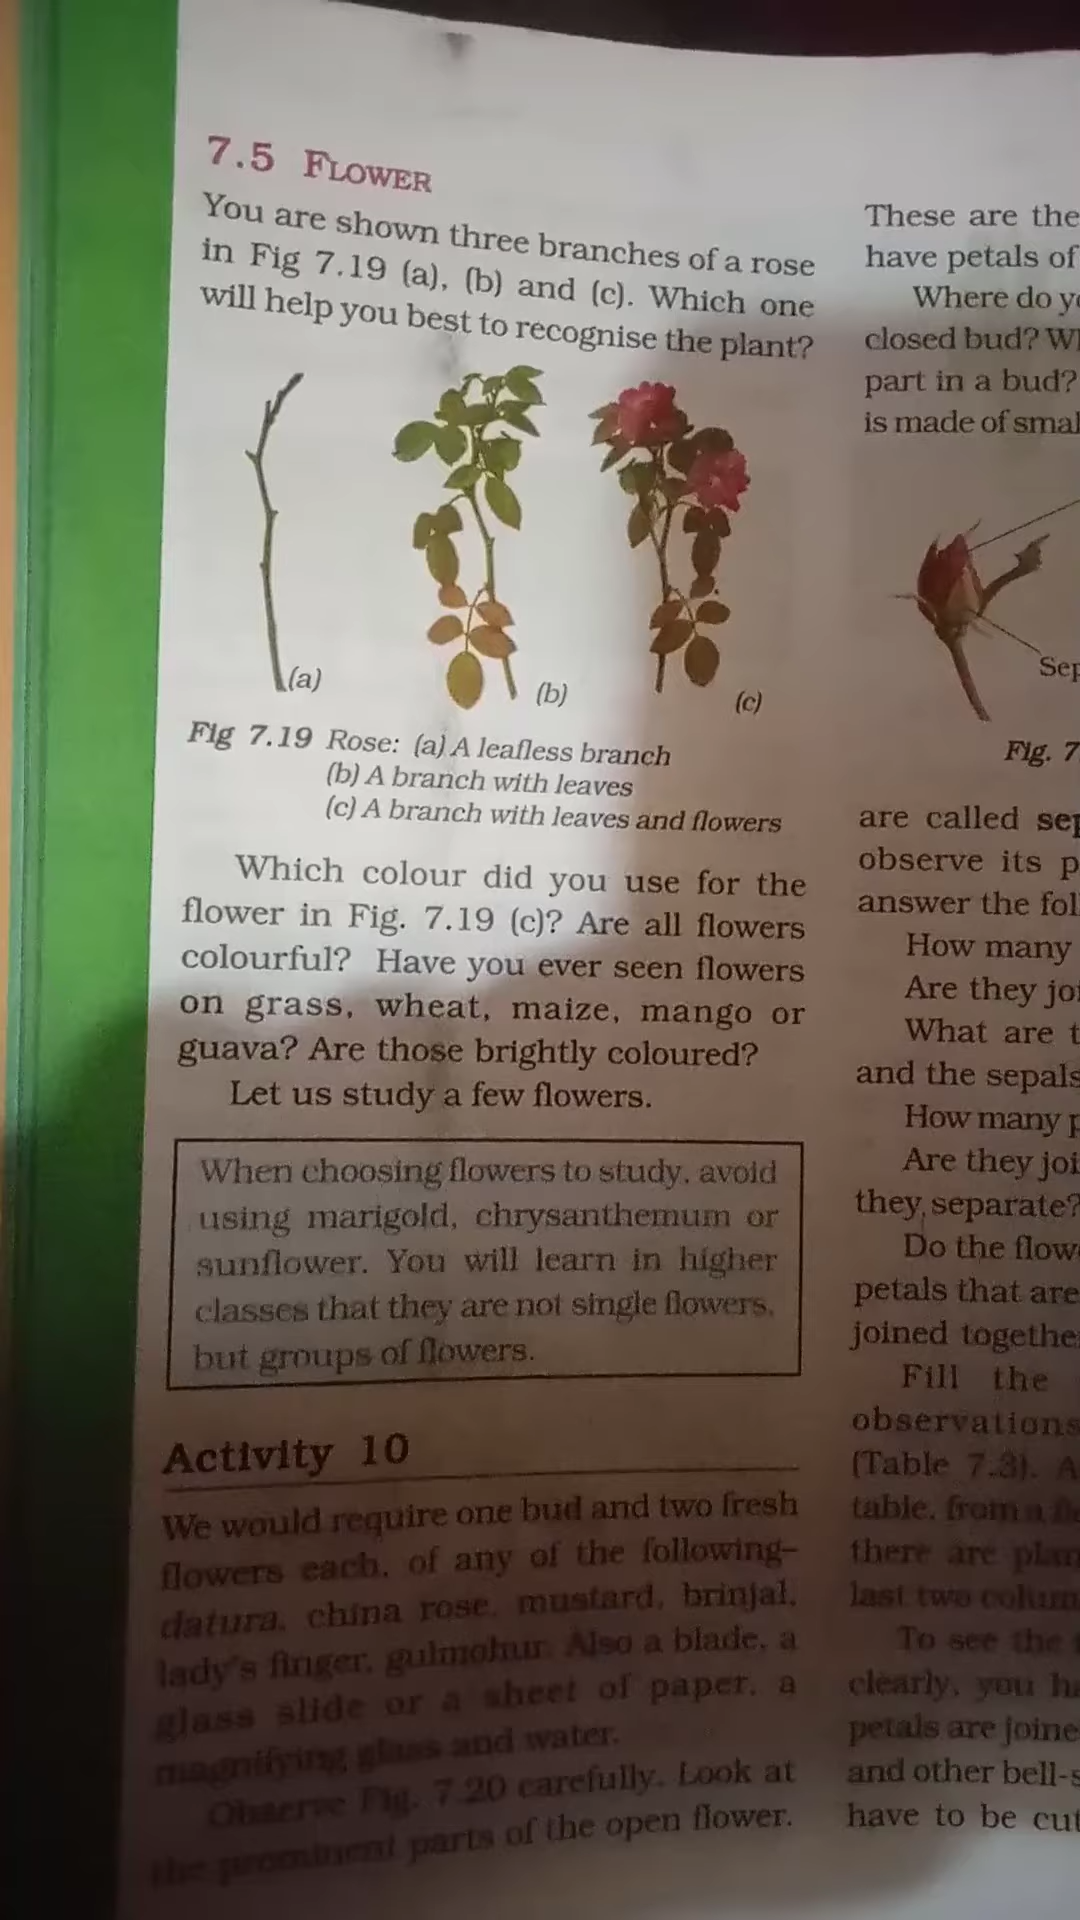 7.5 FLOWER
You are shown three branches of a rose
in Fig 7.19 (a), (b) and (c). Which one
will help you best to recognise the plant?
(a)
(b)
(c)
Fig 7.19 Rose: (a) A leafless branch
(b) A branch with leaves
(c) A branch with leaves and flowers
Which colour did you use for the
flower in Fig. 7.19 (c)? Are all flowers
colourful? Have you ever seen flowers
on grass, wheat, maize, mango or
guava? Are those brightly coloured?
Let us study a few flowers.
When choosing flowers to study, avoid
using marigold, chrysanthemum or
sunflower. You will learn in higher
classes that they are not single flowers,
but groups of flowers.
Activity 10
We would require one bud and two fresh
flowers each, of any of the following–
datura, china rose, mustard, brinjal,
lady's finger, gulmohur. Also a blade, a
glass slide or a sheet of paper, a
magnifying glass and water.
Observe Fig. 7.20 carefully. Look at
the prominent parts of the open flower.
These are the
have petals of
Where do
closed bud?
part in a bud?
is made of
Sep
Fig. 7
are called
observe its
answer the
How many
Are they
What are
and the sepals
How many
Are they
they separate?
Do the
petals that are
joined
Fill the
observations
(Table 7.3).
table, from a
there are
last two
To see the
clearly, you
petals are
and other
have to be cut